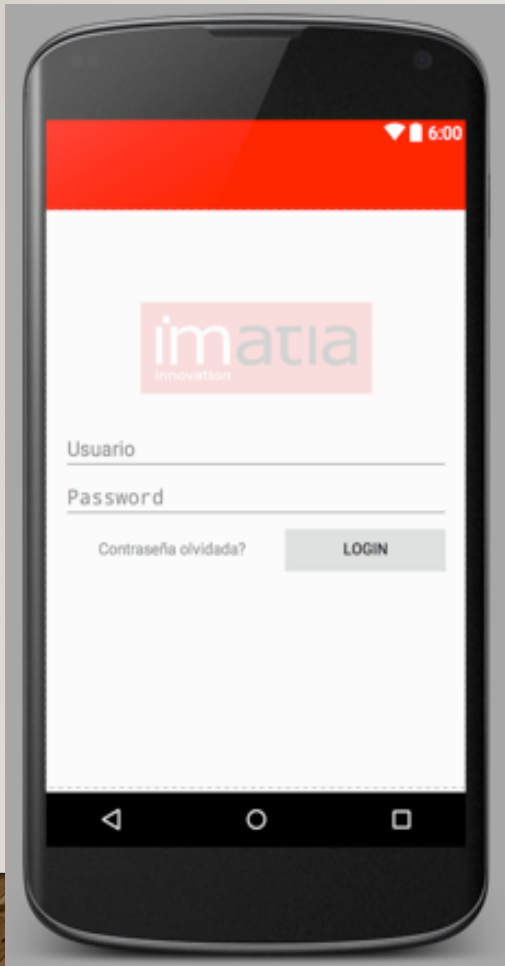 6:00
imatia
innovation
Usuario
Password
Contraseña olvidada?
LOGIN